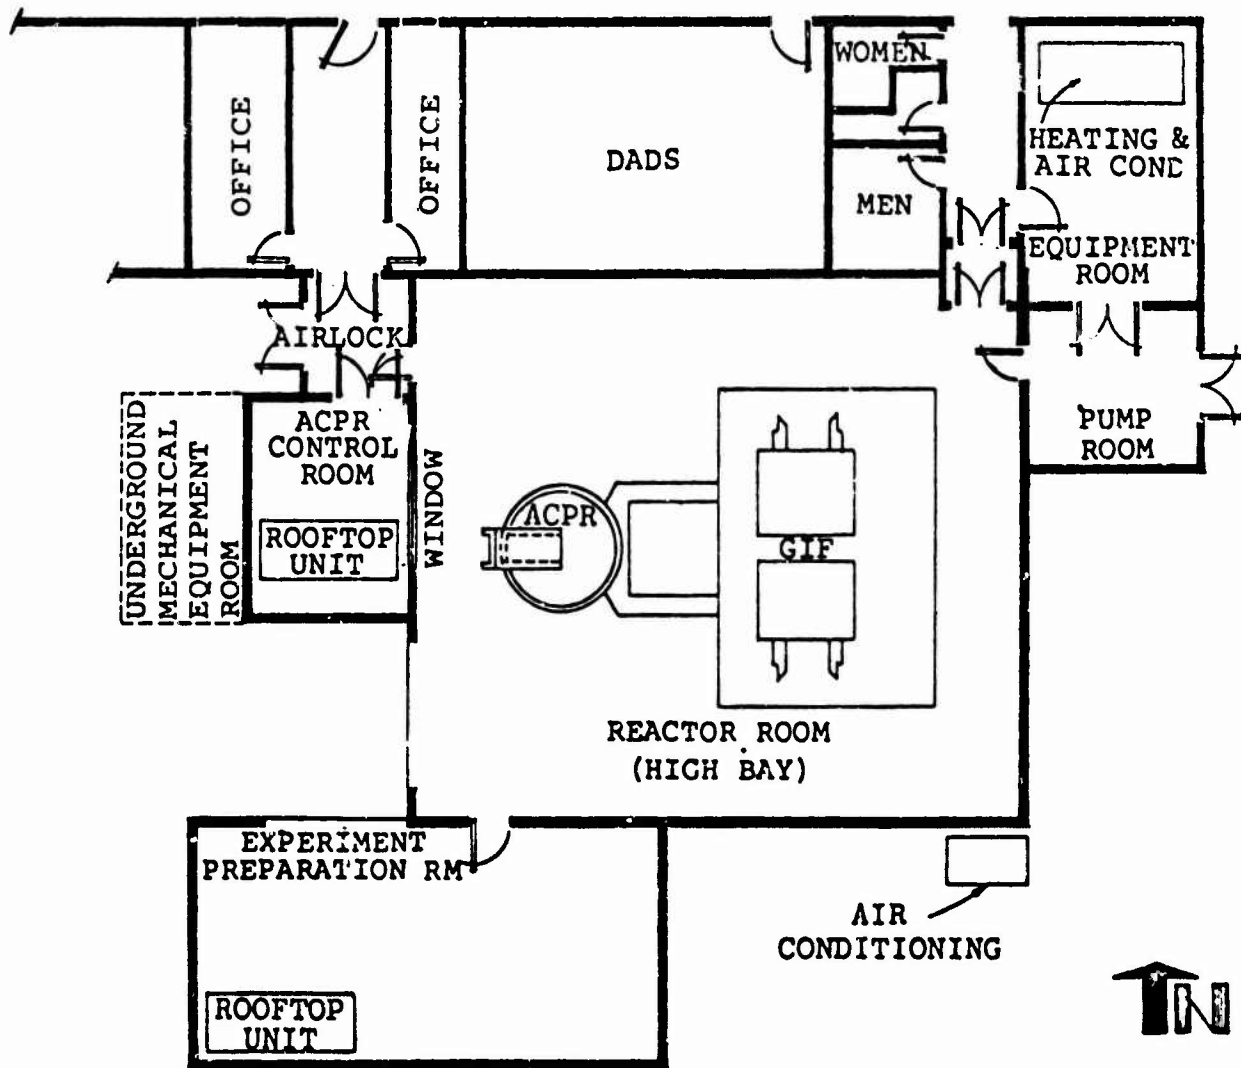 WOMEN
OFFICE
OFFICE
DADS
HEATING &
AIR COND
MEN
EQUIPMENT
ROOM
AIRLOCK
UNDERGROUND
MECHANICAL
EQUIPMENT
ROOM
ACPR
CONTROL
ROOM
WINDOW
PUMP
ROOM
ACPR
ROOFTOP
UNIT
GIF
REACTOR ROOM
(HIGH BAY)
EXPERIMENT
PREPARATION RM
AIR
CONDITIONING
ROOFTOP
UNIT
N